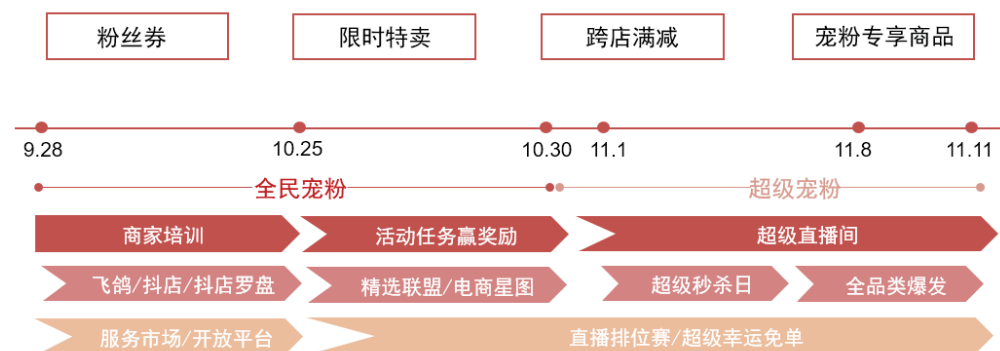 粉丝券 限时特卖 跨店满减 宠粉专享商品
9.28 10.25 10.30 11.1 11.8 11.11
全民宠粉 超级宠粉
商家培训 活动任务赢奖励 超级直播间
飞鸽/抖店/抖店罗盘 精选联盟/电商星图 超级秒杀日 全品类爆发
服务市场/开放平台 直播排位赛/超级幸运免单